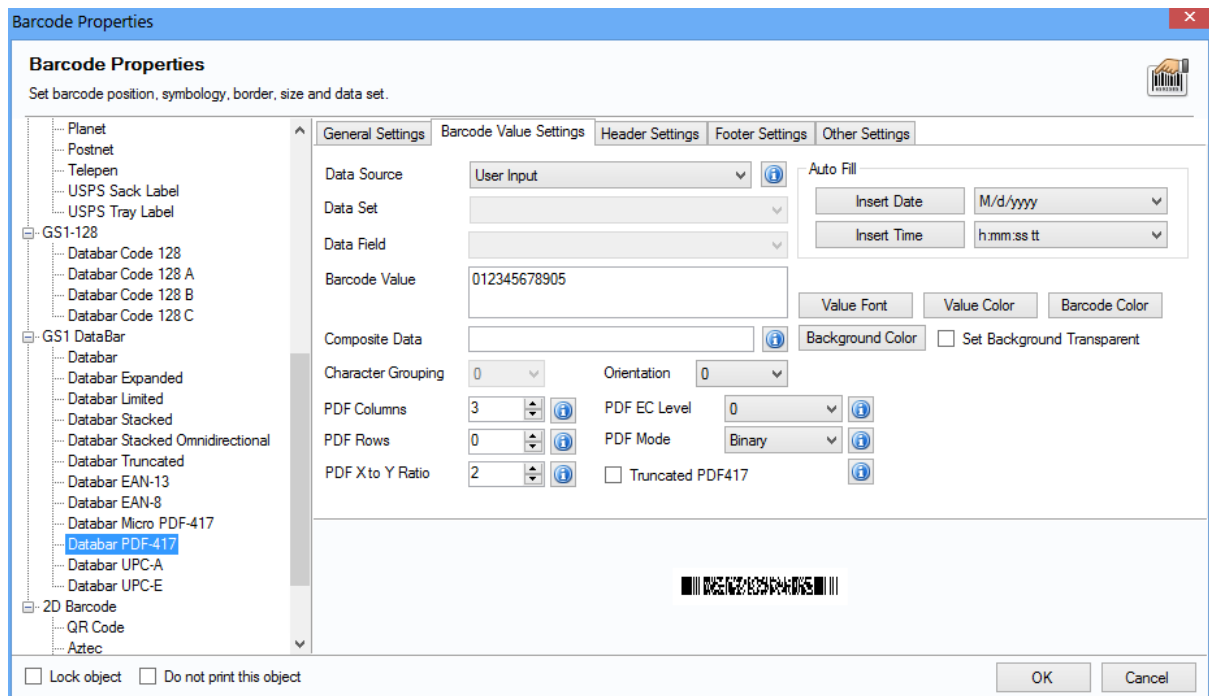 Barcode Properties
Barcode Properties
Set barcode position, symbology, border, size and data set.
Planet
Postnet
Telepen
USPS Sack Label
USPS Tray Label
GS1-128
Databar Code 128
Databar Code 128 A
Databar Code 128 B
Databar Code 128 C
GS1 DataBar
Databar
Databar Expanded
Databar Limited
Databar Stacked
Databar Stacked Omnidirectional
Databar Truncated
Databar EAN-13
Databar EAN-8
Databar Micro PDF-417
Databar PDF-417
Databar UPC-A
Databar UPC-E
2D Barcode
QR Code
Aztec
General Settings Barcode Value Settings Header Settings Footer Settings Other Settings
Data Source User Input
Data Set
Data Field
Barcode Value 012345678905
Composite Data
Character Grouping 0 Orientation 0
PDF Columns 3 PDF EC Level 0
PDF Rows 0 PDF Mode Binary
PDF X to Y Ratio 2 Truncated PDF417
Auto Fill
Insert Date M/d/yyyy
Insert Time h:mm:ss tt
Value Font Value Color Barcode Color
Background Color Set Background Transparent
Lock object Do not print this object OK Cancel